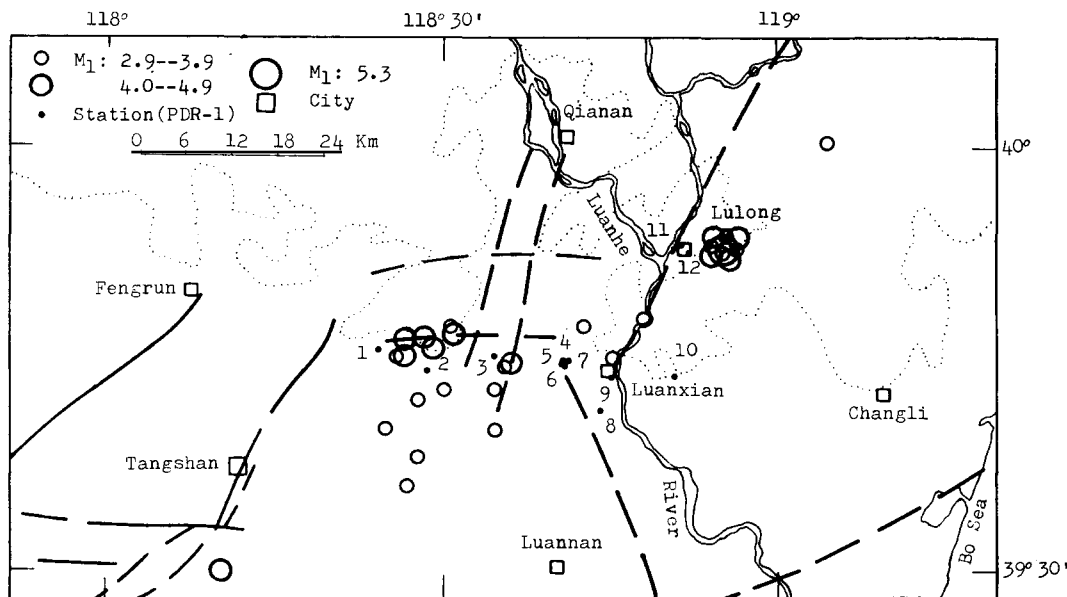 118° 118°30' 119°
M1: 2.9--3.9
4.0--4.9
M1: 5.3
City
Station(PDR-1)
0 6 12 18 24 Km
Qianan
40°
Luanhe
Lulong
11
12
Fengrun
1
2
3
4
5 7
6
10
9
Luanxian
8
Changli
Tangshan
River
Luannan
Bo Sea
39°30'